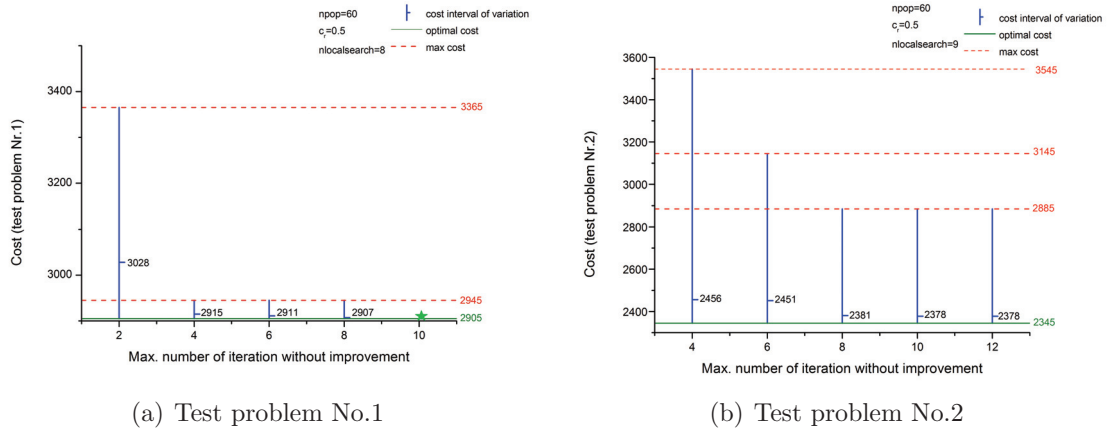 npop=60
cr=0.5
nlocalsearch=8
cost interval of variation
optimal cost
max cost
Cost (test problem Nr.1)
3400
3200
3000
3365
2945
2905
3028
2915
2911
2907
2
4
6
8
10
Max. number of iteration without improvement
(a) Test problem No.1
npop=60
cr=0.5
nlocalsearch=9
cost interval of variation
optimal cost
max cost
Cost (test problem Nr.2)
3600
3400
3200
3000
2800
2600
2400
3545
3145
2885
2345
2456
2451
2381
2378
2378
4
6
8
10
12
Max. number of iteration without improvement
(b) Test problem No.2